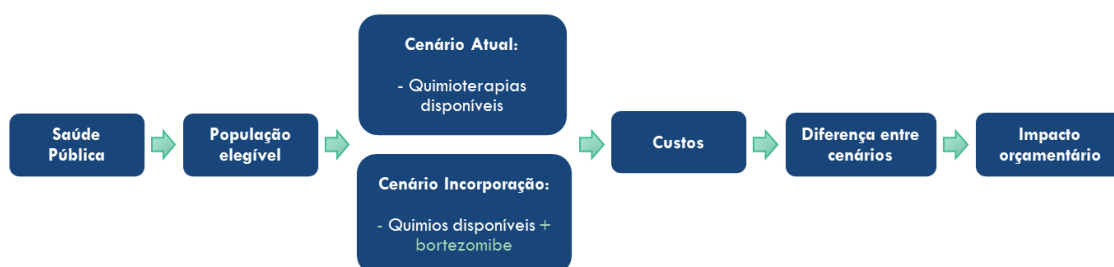 Saúde
Pública
População
elegível
Cenário Atual:
- Quimioterapias
disponíveis
Cenário Incorporação:
- Quimios disponíveis +
bortezomibe
Custos
Diferença entre
cenários
Impacto
orçamentário